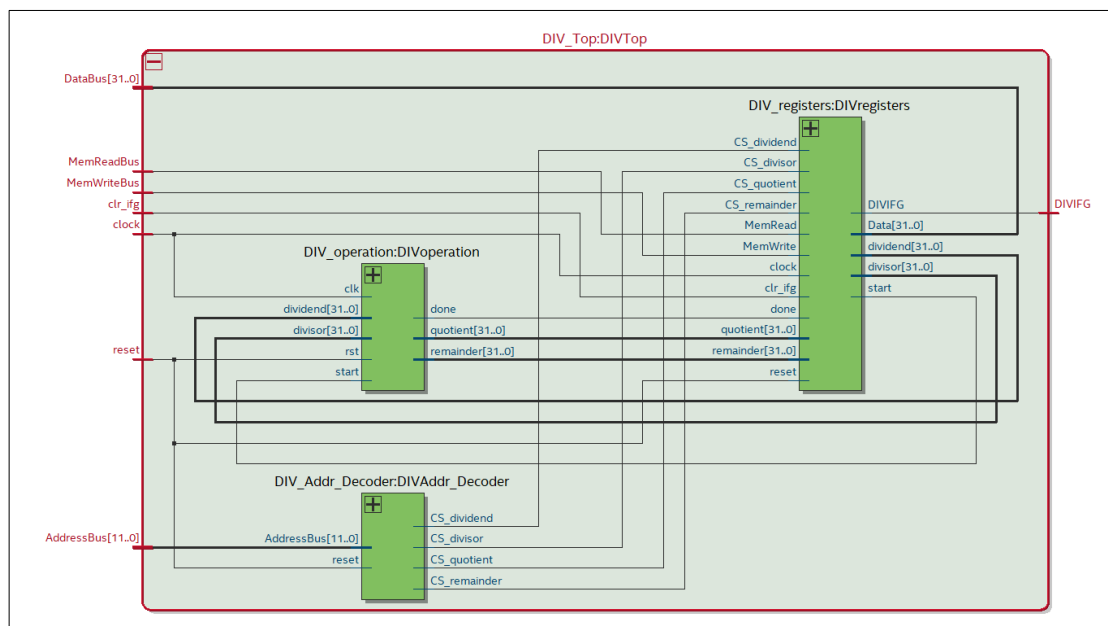 DIV_Top:DIVTop
DataBus[31..0]
MemReadBus
MemWriteBus
clr_ifg
clock
reset
AddressBus[11..0]
DIV_registers:DIVregisters
CS_dividend
CS_divisor
CS_quotient
CS_remainder
MemRead
MemWrite
clock
clr_ifg
done
quotient[31..0]
remainder[31..0]
reset
DIVIFG
Data[31..0]
dividend[31..0]
divisor[31..0]
start
DIVIFG
DIV_operation:DIVoperation
clk
dividend[31..0]
divisor[31..0]
rst
start
done
quotient[31..0]
remainder[31..0]
DIV_Addr_Decoder:DIVAddr_Decoder
AddressBus[11..0]
reset
CS_dividend
CS_divisor
CS_quotient
CS_remainder